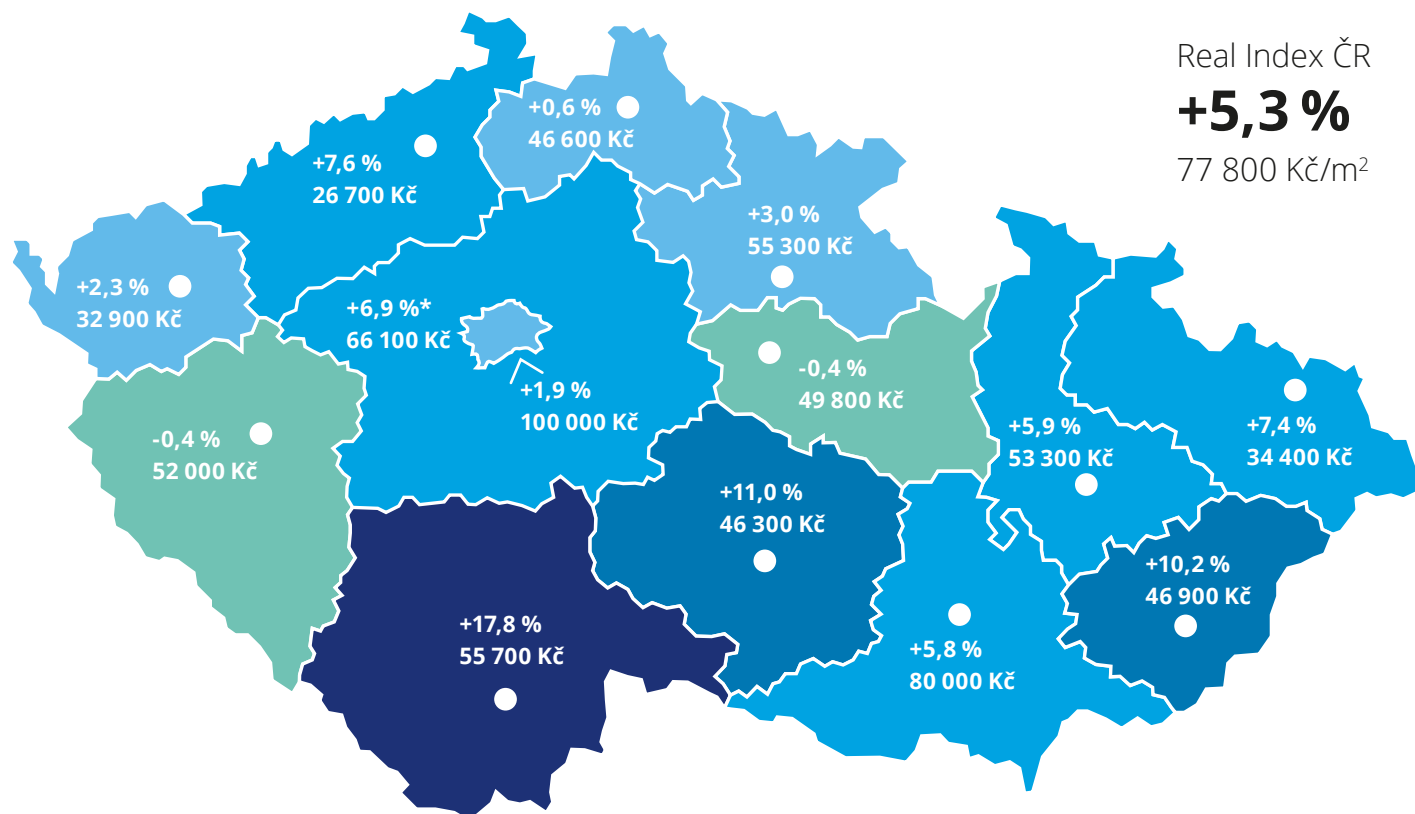 Real Index ČR
+5,3 %
77 800 Kč/m²
+0,6 %
46 600 Kč
+7,6 %
26 700 Kč
+3,0 %
55 300 Kč
+2,3 %
32 900 Kč
+6,9 %*
66 100 Kč
+1,9 %
100 000 Kč
-0,4 %
49 800 Kč
-0,4 %
52 000 Kč
+5,9 %
53 300 Kč
+7,4 %
34 400 Kč
+11,0 %
46 300 Kč
+10,2 %
46 900 Kč
+17,8 %
55 700 Kč
+5,8 %
80 000 Kč